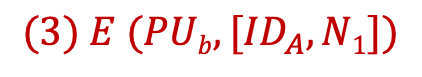 (3) E (PU_b, [ID_A, N_1])